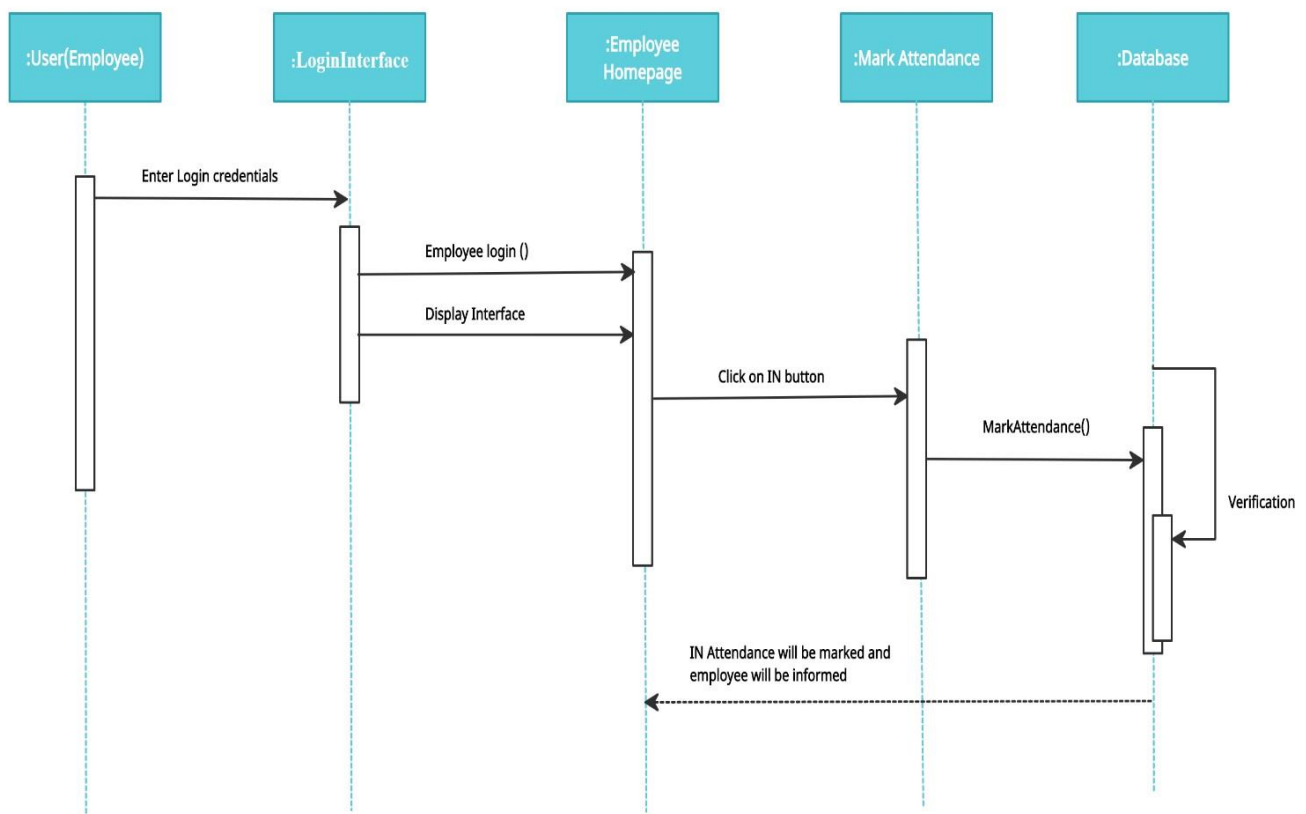 :User(Employee)
:LoginInterface
:Employee
Homepage
:Mark Attendance
:Database
Enter Login credentials
Employee login ()
Display Interface
Click on IN button
MarkAttendance()
Verification
IN Attendance will be marked and
employee will be informed